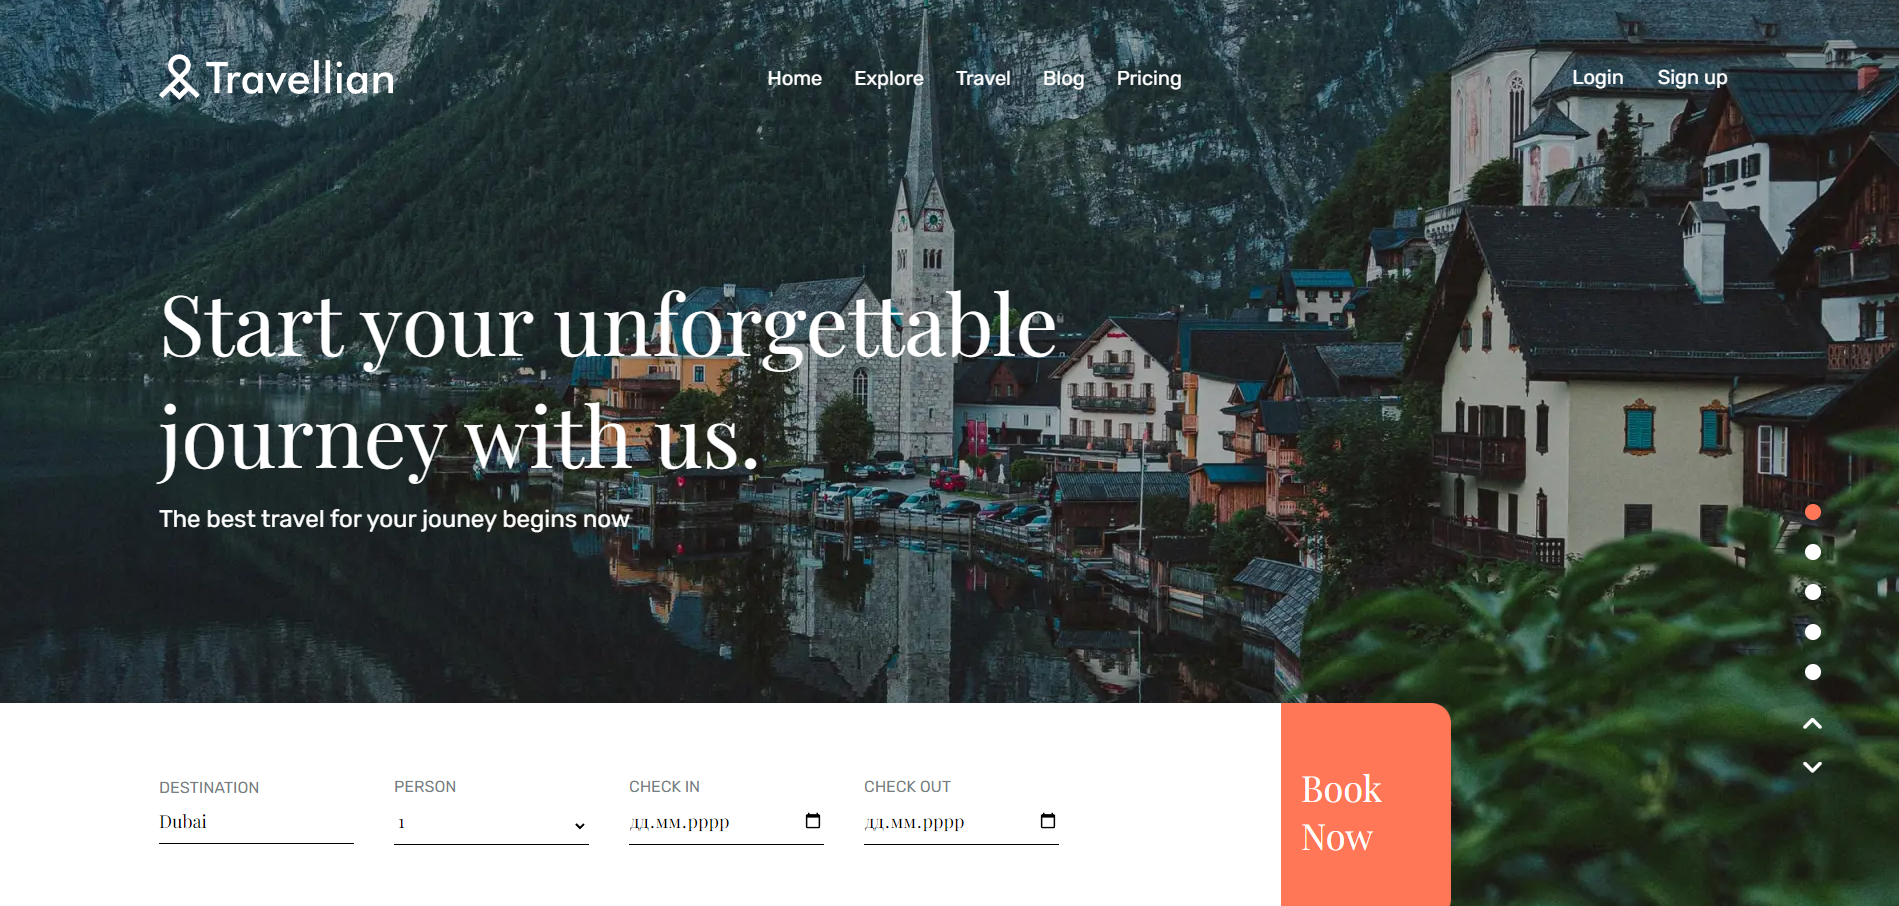 Travellian
Home Explore Travel Blog Pricing
Login Sign up
Start your unforgettable
journey with us.
The best travel for your jouney begins now
DESTINATION PERSON CHECK IN CHECK OUT
Dubai 1 дд.мм.рррр дд.мм.рррр
Book
Now